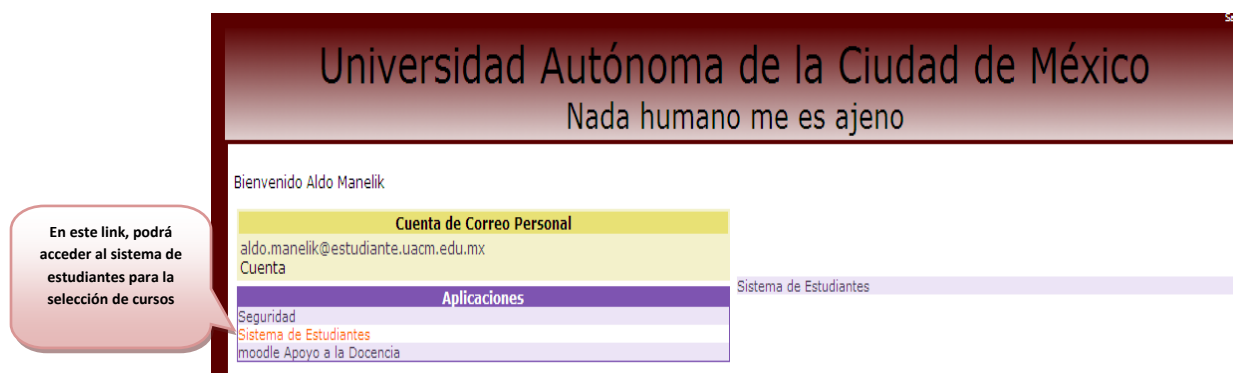 Universidad Autónoma de la Ciudad de México
Nada humano me es ajeno
Bienvenido Aldo Manelik
Cuenta de Correo Personal
aldo.manelik@estudiante.uacm.edu.mx
Cuenta
Aplicaciones
Seguridad
Sistema de Estudiantes
moodle Apoyo a la Docencia
Sistema de Estudiantes
En este link, podrá
acceder al sistema de
estudiantes para la
selección de cursos